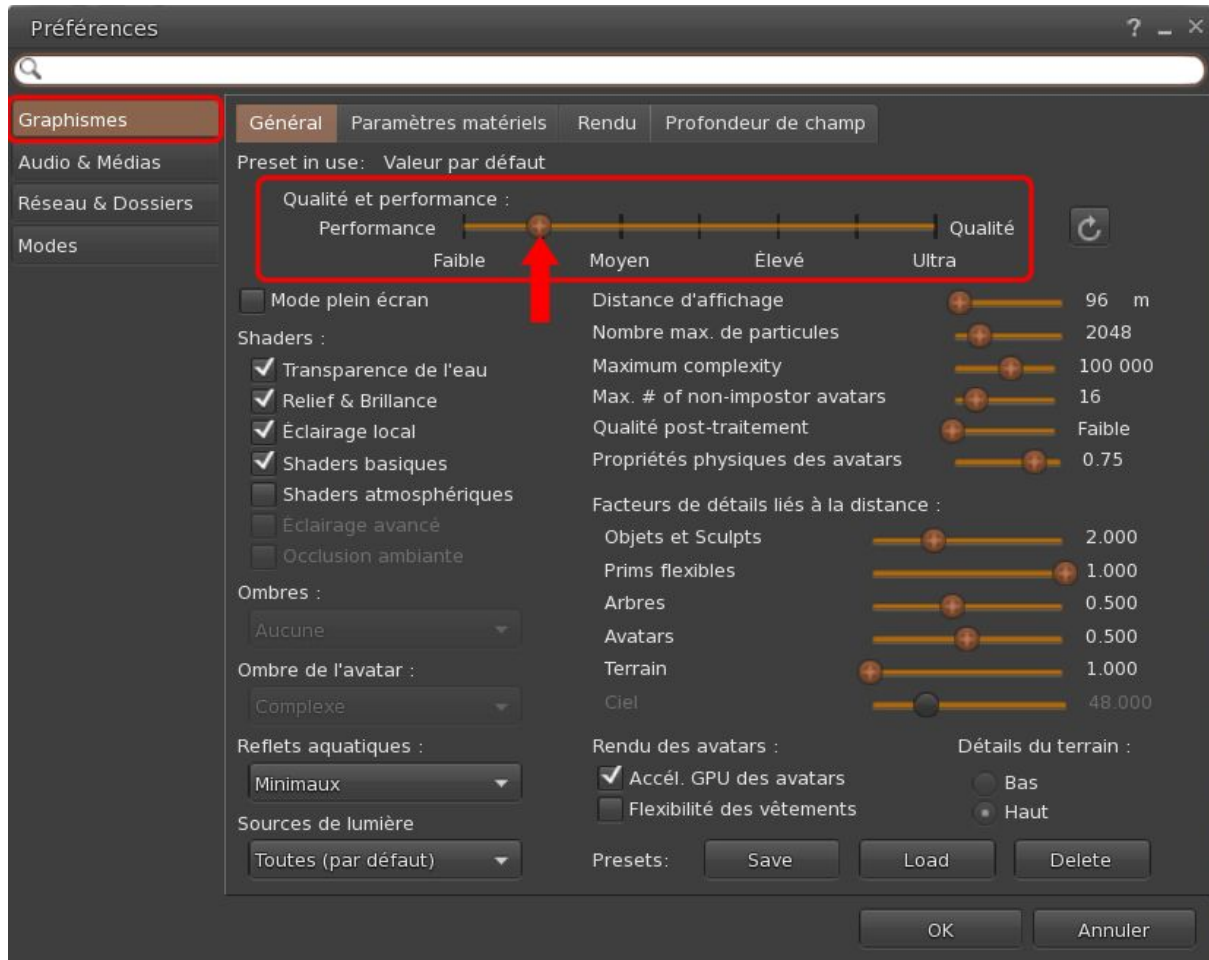 Préférences
Graphismes
Audio & Médias
Réseau & Dossiers
Modes
Général Paramètres matériels Rendu Profondeur de champ
Preset in use: Valeur par défaut
Qualité et performance :
Performance Qualité
Faible Moyen Élevé Ultra
Mode plein écran
Shaders :
Transparence de l'eau
Relief & Brillance
Éclairage local
Shaders basiques
Shaders atmosphériques
Éclairage avancé
Occlusion ambiante
Ombres :
Aucune
Ombre de l'avatar :
Complexe
Reflets aquatiques :
Minimaux
Sources de lumière
Toutes (par défaut)
Distance d'affichage 96 m
Nombre max. de particules 2048
Maximum complexity 100 000
Max. # of non-impostor avatars 16
Qualité post-traitement Faible
Propriétés physiques des avatars 0.75
Facteurs de détails liés à la distance :
Objets et Sculpts 2.000
Prims flexibles 1.000
Arbres 0.500
Avatars 0.500
Terrain 1.000
Ciel 48.000
Rendu des avatars :
Accél. GPU des avatars
Flexibilité des vêtements
Détails du terrain :
Bas
Haut
Presets: Save Load Delete
OK Annuler